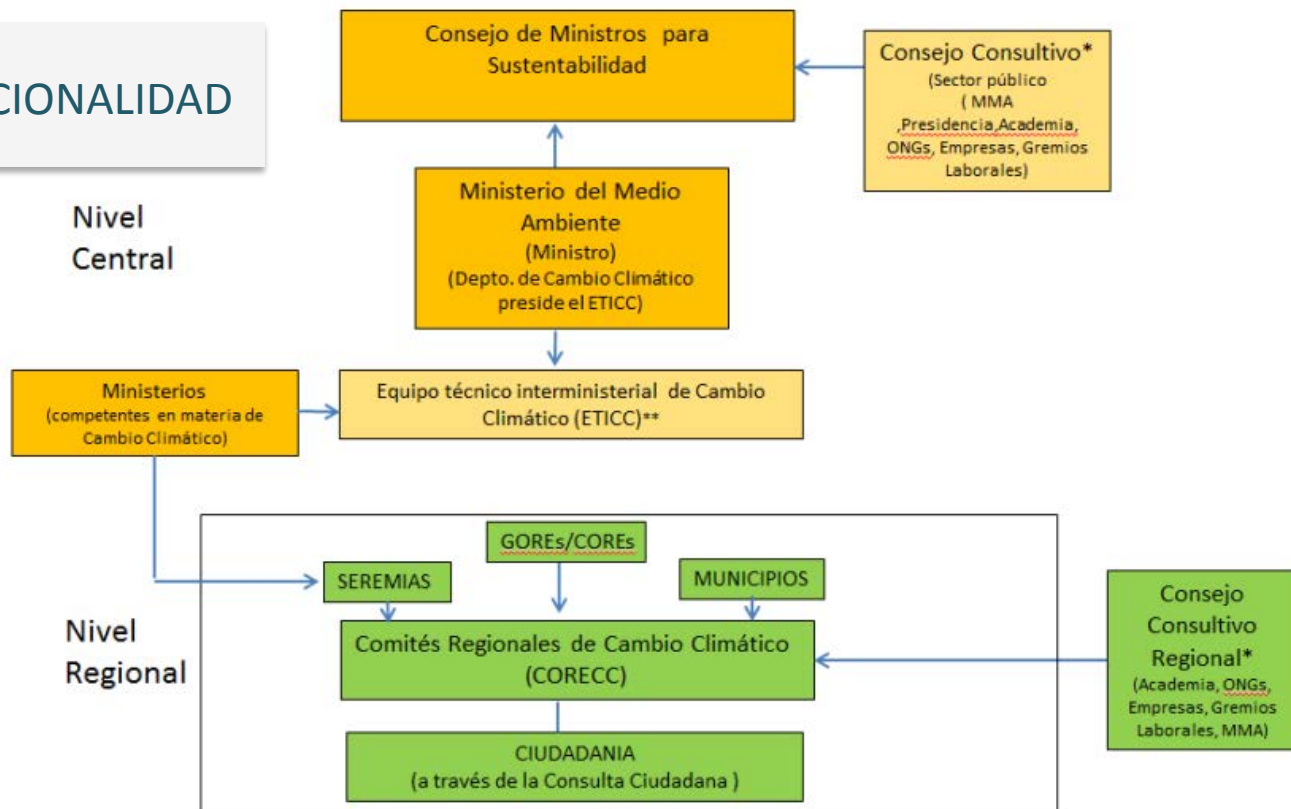 CIONALIDAD
Consejo de Ministros para
Sustentabilidad
Consejo Consultivo*
(Sector público
( MMA
,Presidencia,Academia,
ONGs, Empresas, Gremios
Laborales)
Nivel
Central
Ministerio del Medio
Ambiente
(Ministro)
(Depto. de Cambio Climático
preside el ETICC)
Ministerios
(competentes en materia de
Cambio Climático)
Equipo técnico interministerial de Cambio
Climático (ETICC)**
Nivel
Regional
GOREs/COREs
SEREMIAS
MUNICIPIOS
Comités Regionales de Cambio Climático
(CORECC)
CIUDADANIA
(a través de la Consulta Ciudadana )
Consejo
Consultivo
Regional*
(Academia, ONGs,
Empresas, Gremios
Laborales, MMA)